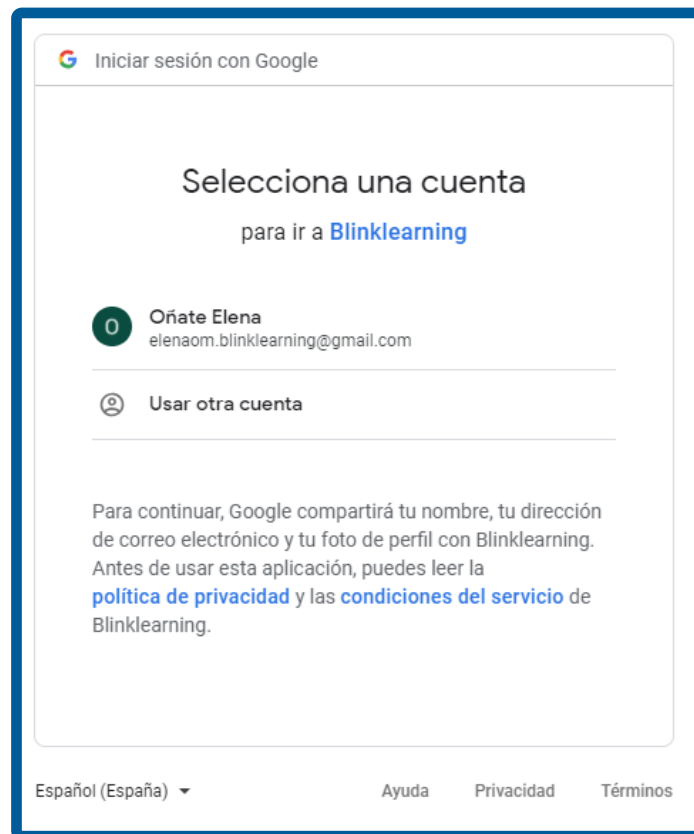 Iniciar sesión con Google
Selecciona una cuenta
para ir a Blinklearning
O
Oñate Elena
elenaom.blinklearning@gmail.com
Usar otra cuenta
Para continuar, Google compartirá tu nombre, tu dirección
de correo electrónico y tu foto de perfil con Blinklearning.
Antes de usar esta aplicación, puedes leer la
política de privacidad y las condiciones del servicio de
Blinklearning.
Español (España) Ayuda Privacidad Términos